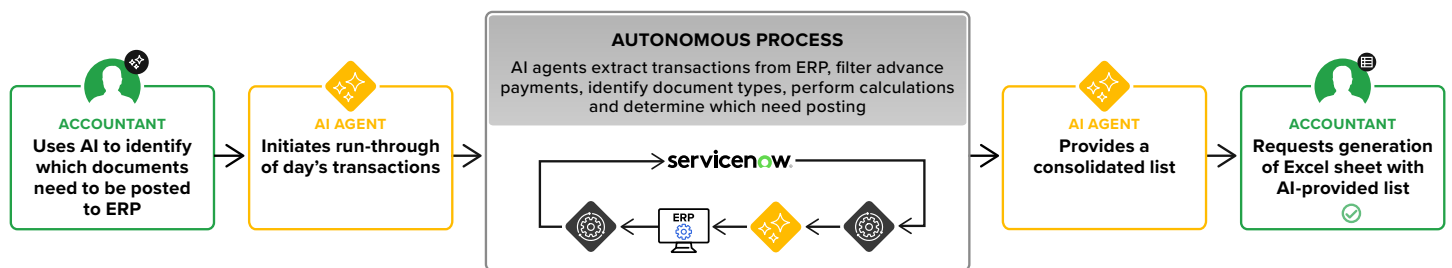 ACCOUNTANT
Uses AI to identify
which documents
need to be posted
to ERP
AI AGENT
Initiates run-through
of day's transactions
AUTONOMOUS PROCESS
AI agents extract transactions from ERP, filter advance
payments, identify document types, perform calculations
and determine which need posting
servicenow
ERP
AI AGENT
Provides a
consolidated list
ACCOUNTANT
Requests generation
of Excel sheet with
AI-provided list